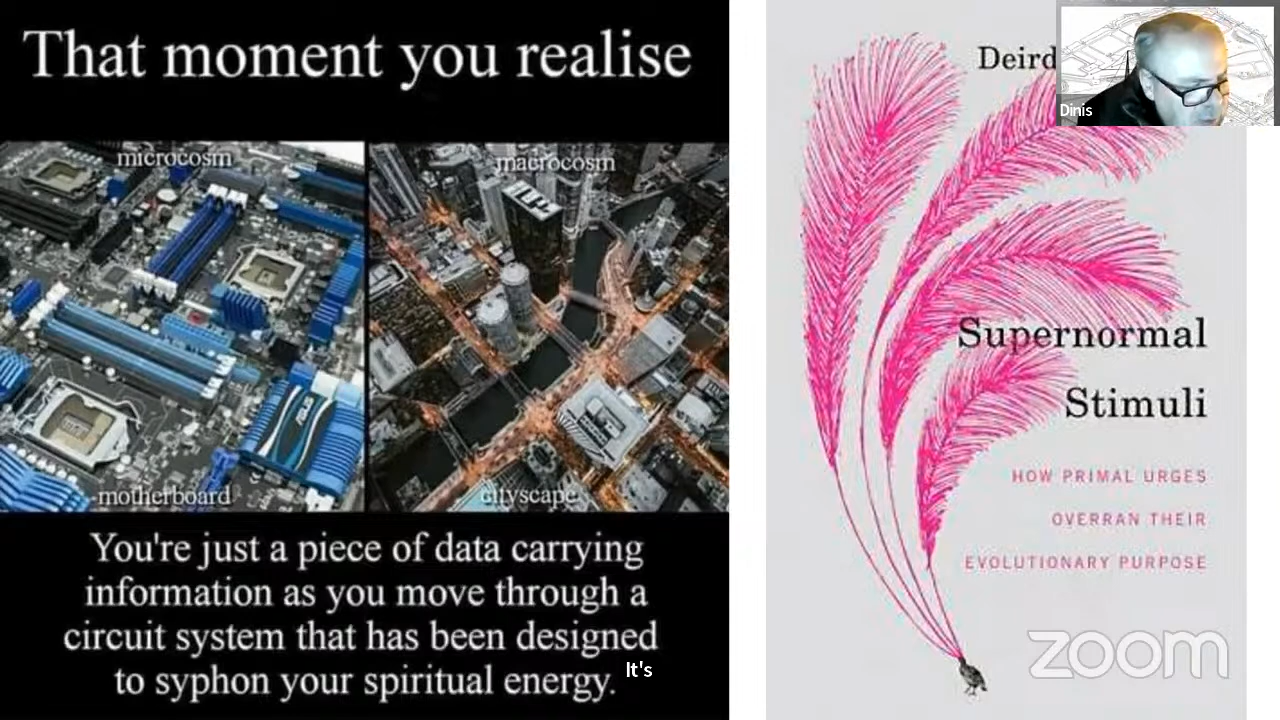 That moment you realise
microcosm
motherboard
macrocosm
cityscape
You're just a piece of data carrying
information as you move through a
circuit system that has been designed
to syphon your spiritual energy.
It's
Deird
Supernormal
Stimuli
HOW PRIMAL URGES
OVERRAN THEIR
EVOLUTIONARY PURPOSE
Dinis
zoom
ASUS